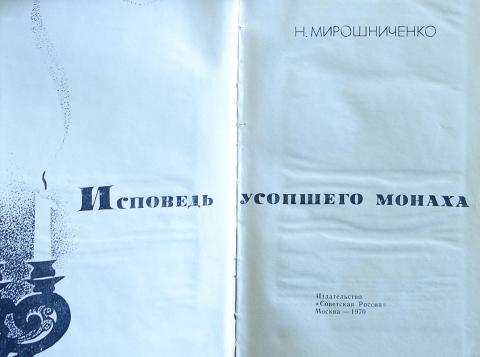 Н. МИРОШНИЧЕНКО
Исповедь усопшего монаха
Издательство
«Советская Россия»
Москва — 1970